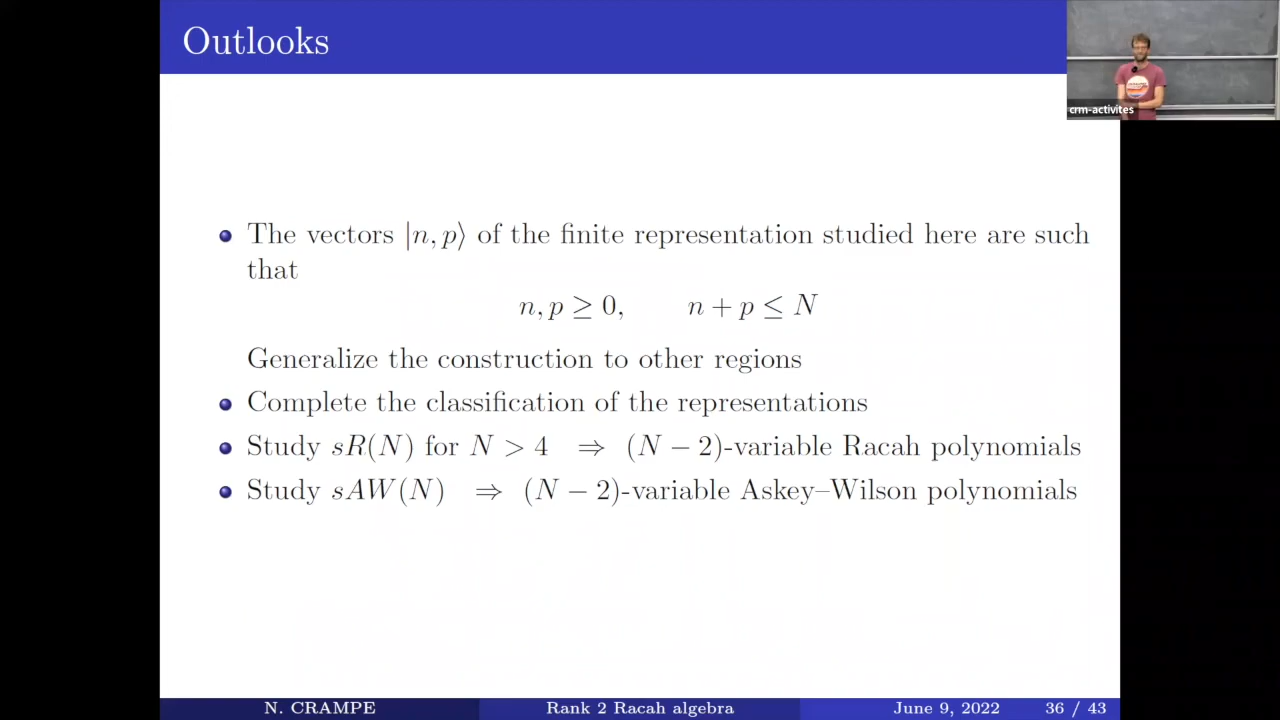 Outlooks
crm-activites
The vectors |n, p⟩ of the finite representation studied here are such
that
n, p ≥ 0, n + p ≤ N
Generalize the construction to other regions
Complete the classification of the representations
Study sR(N) for N > 4 ⇒ (N − 2)-variable Racah polynomials
Study sAW(N) ⇒ (N − 2)-variable Askey–Wilson polynomials
N. CRAMPE Rank 2 Racah algebra June 9, 2022 36 / 43